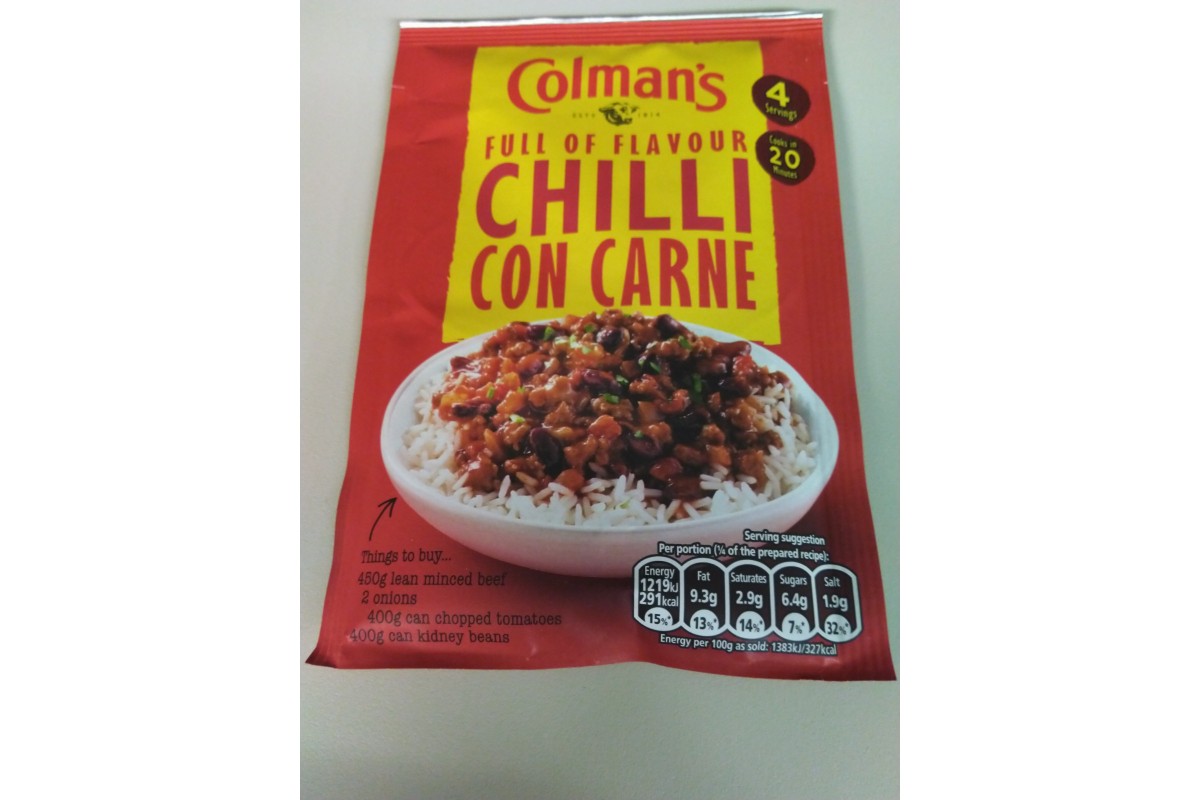 Colman's
ESTD 1814
FULL OF FLAVOUR
CHILLI
CON CARNE
4
Servings
Cooks in
20
Minutes
Things to buy...
450g lean minced beef
2 onions
400g can chopped tomatoes
400g can kidney beans
Serving suggestion
Per portion (¼ of the prepared recipe):
Energy
1219kJ
291kcal
15%*
Fat
9.3g
13%*
Saturates
2.9g
14%*
Sugars
6.4g
7%*
Salt
1.9g
32%*
Energy per 100g as sold: 1383kJ/327kcal